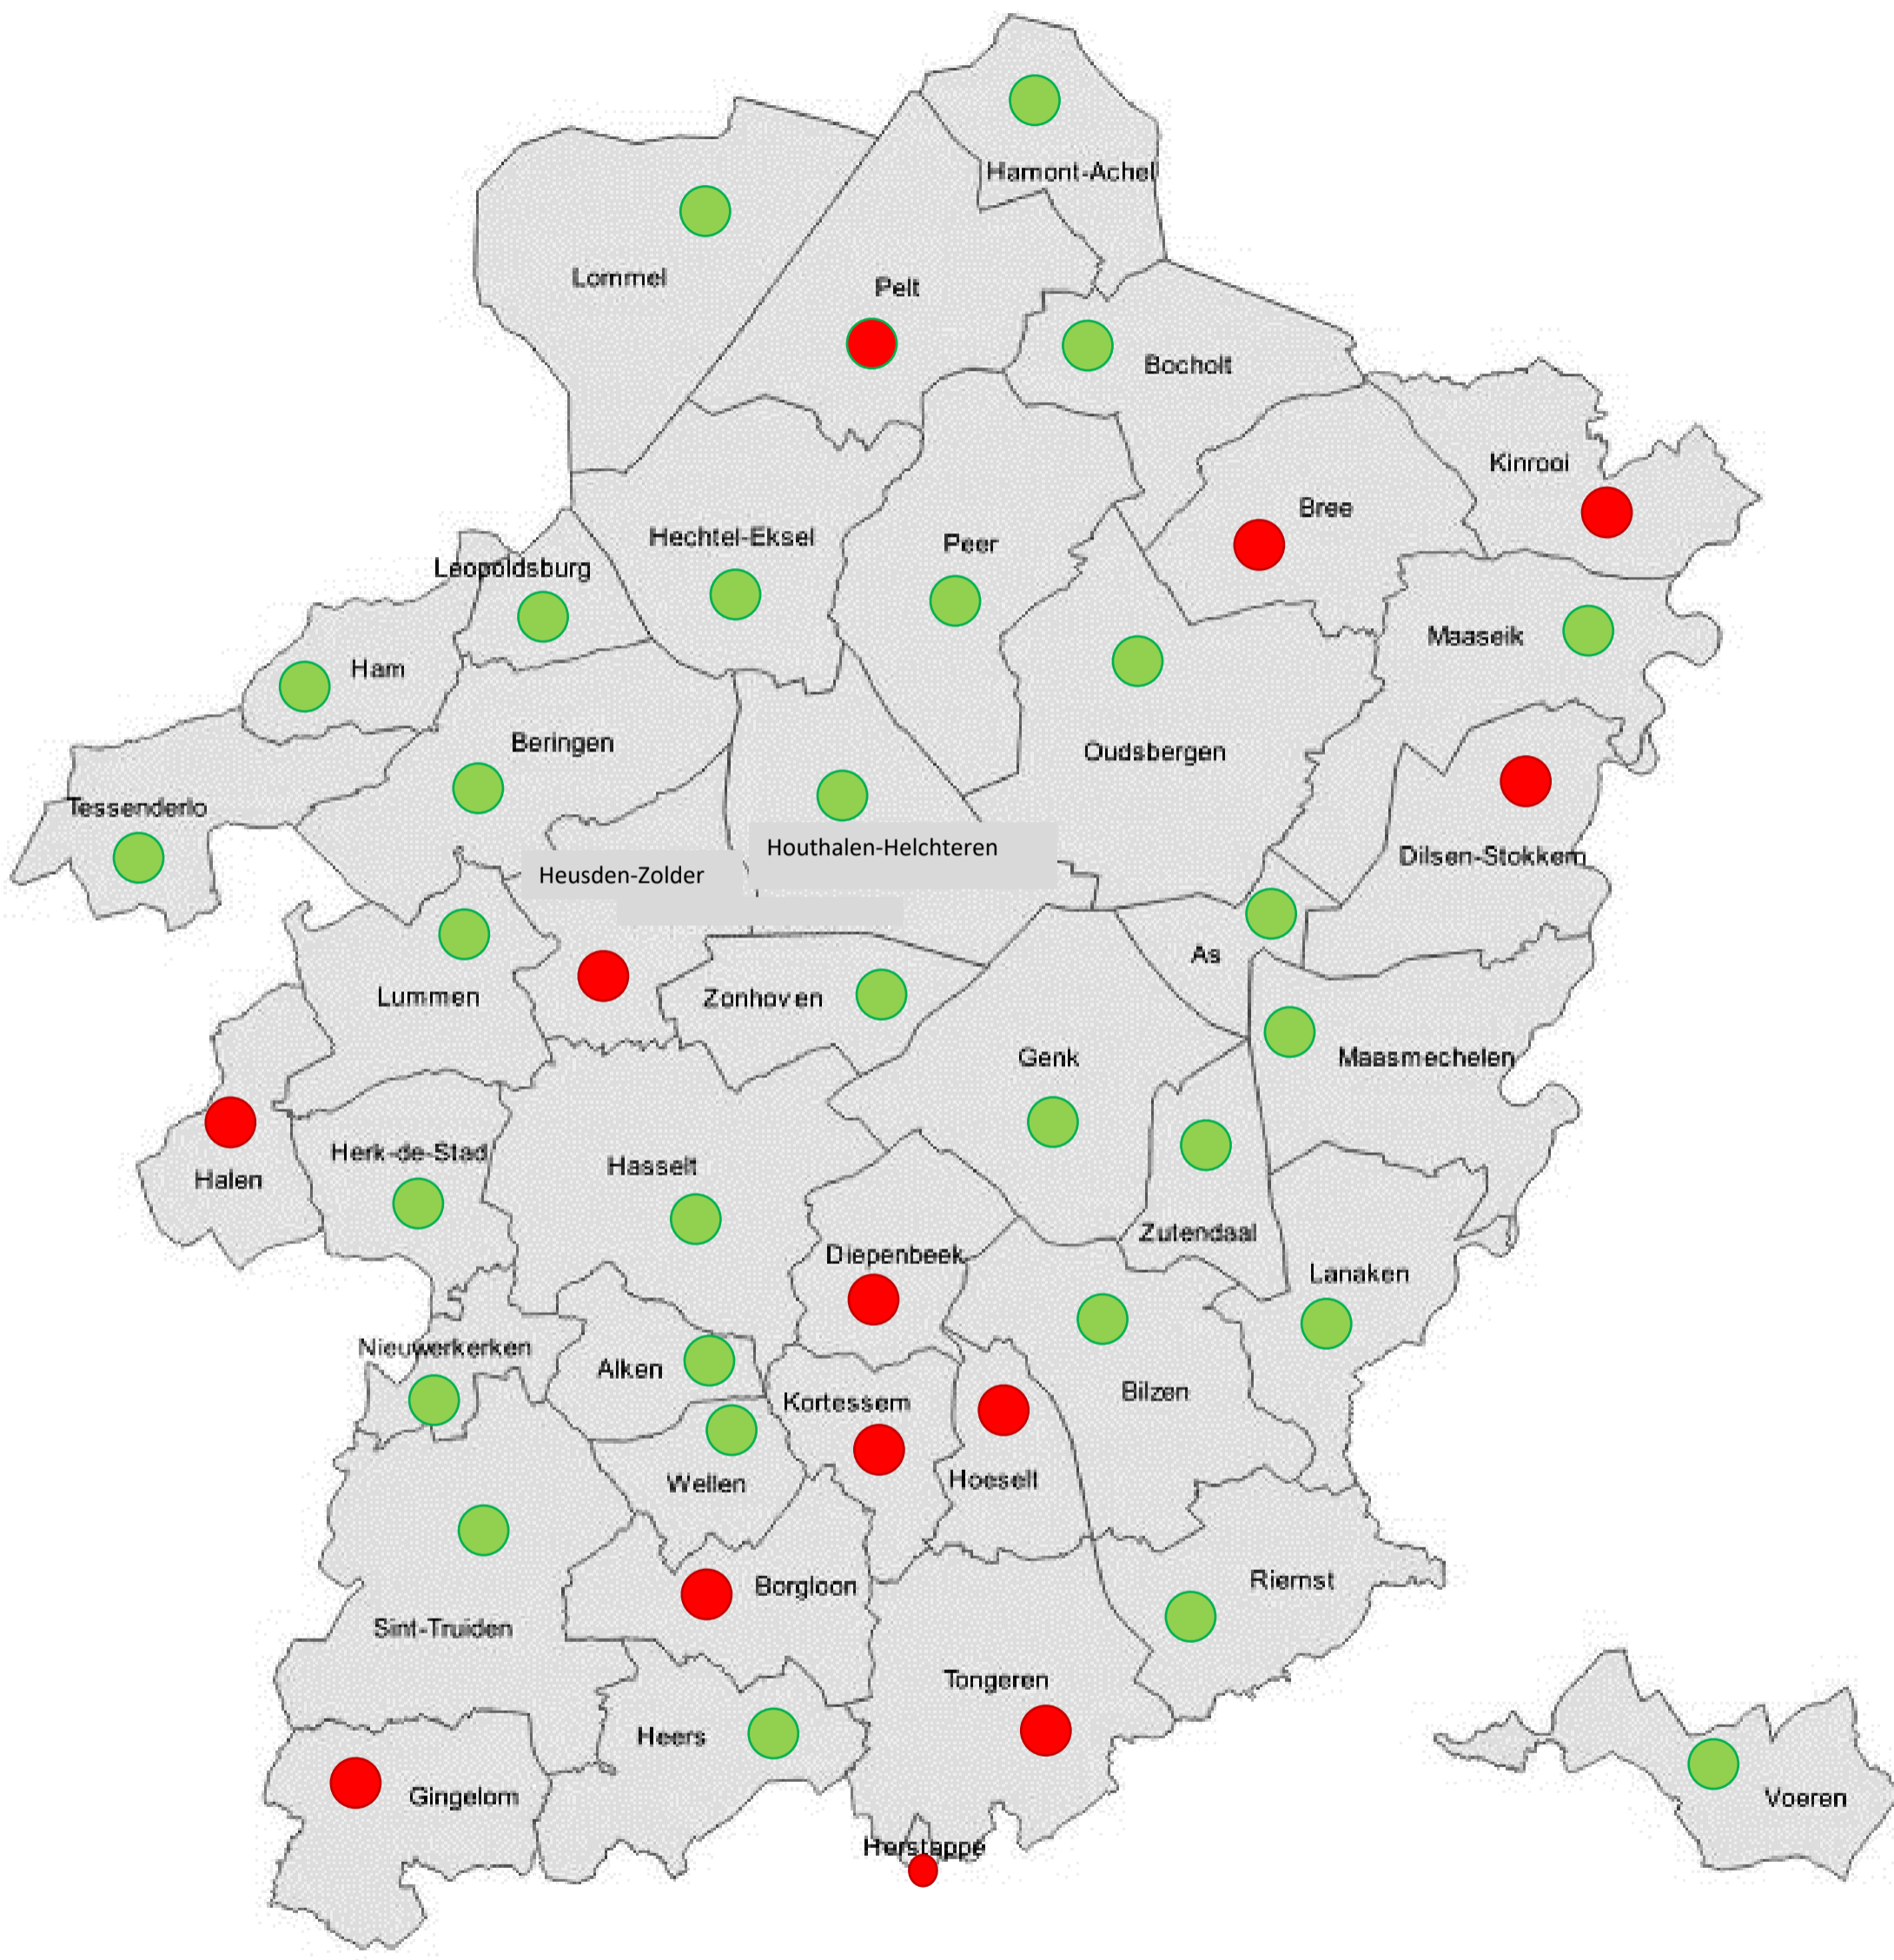 Hamont-Achel
Lommel
Pelt
Bocholt
Kinrooi
Bree
Hechtel-Eksel
Peer
Leopoldsburg
Maaseik
Ham
Beringen
Oudsbergen
Tessenderlo
Houthalen-Helchteren
Dilsen-Stokkem
Heusden-Zolder
As
Lummen
Zonhoven
Genk
Maasmechelen
Herk-de-Stad
Hasselt
Halen
Zutendaal
Diepenbeek
Lanaken
Nieuwerkerken
Alken
Bilzen
Kortessem
Hoeselt
Wellen
Riemst
Borgloon
Sint-Truiden
Tongeren
Heers
Gingelom
Voeren
Herstappe